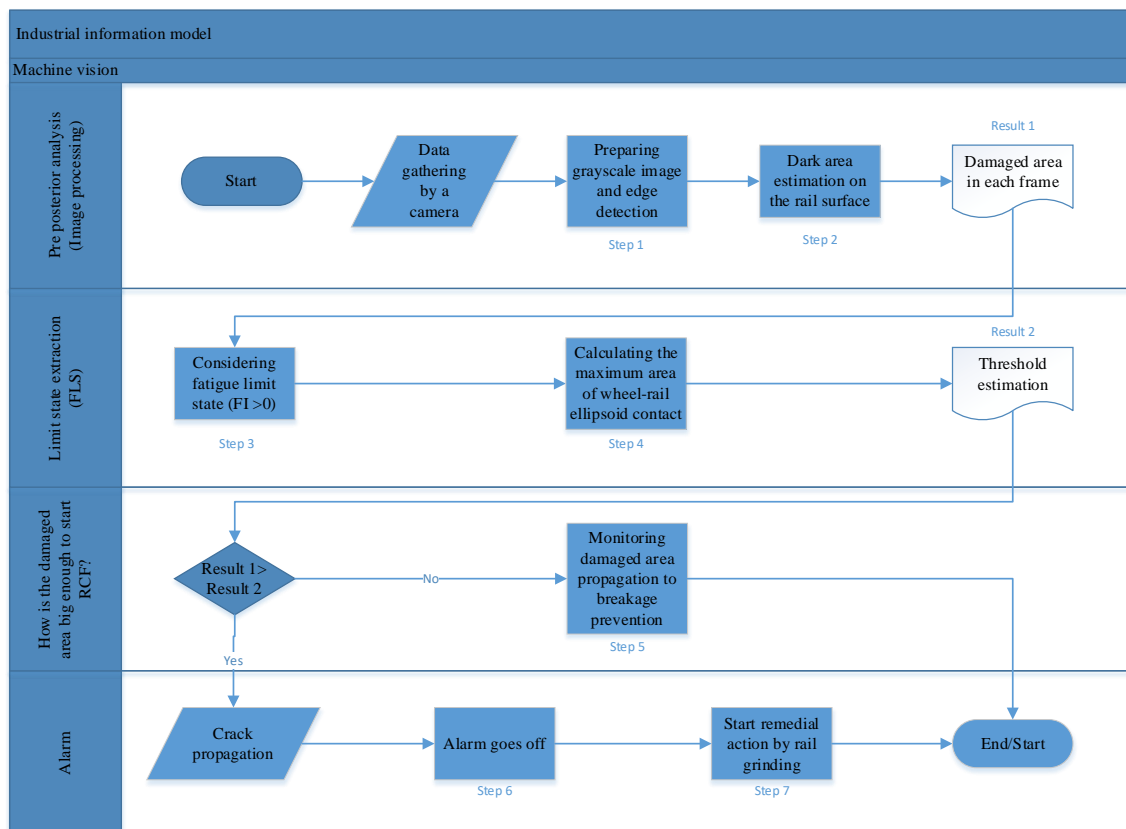 Industrial information model
Machine vision
Pre posterior analysis
(Image processing)
Start
Data
gathering
by a
camera
Preparing
grayscale image
and edge
detection
Step 1
Dark area
estimation on
the rail surface
Step 2
Result 1
Damaged area
in each frame
Limit state extraction
(FLS)
Considering
fatigue limit
state (FI >0)
Step 3
Calculating the
maximum area
of wheel-rail
ellipsoid contact
Step 4
Result 2
Threshold
estimation
How is the damaged
area big enough to start
RCF?
Result 1>
Result 2
No
Yes
Monitoring
damaged area
propagation to
breakage
prevention
Step 5
Alarm
Crack
propagation
Alarm goes off
Step 6
Start remedial
action by rail
grinding
Step 7
End/Start